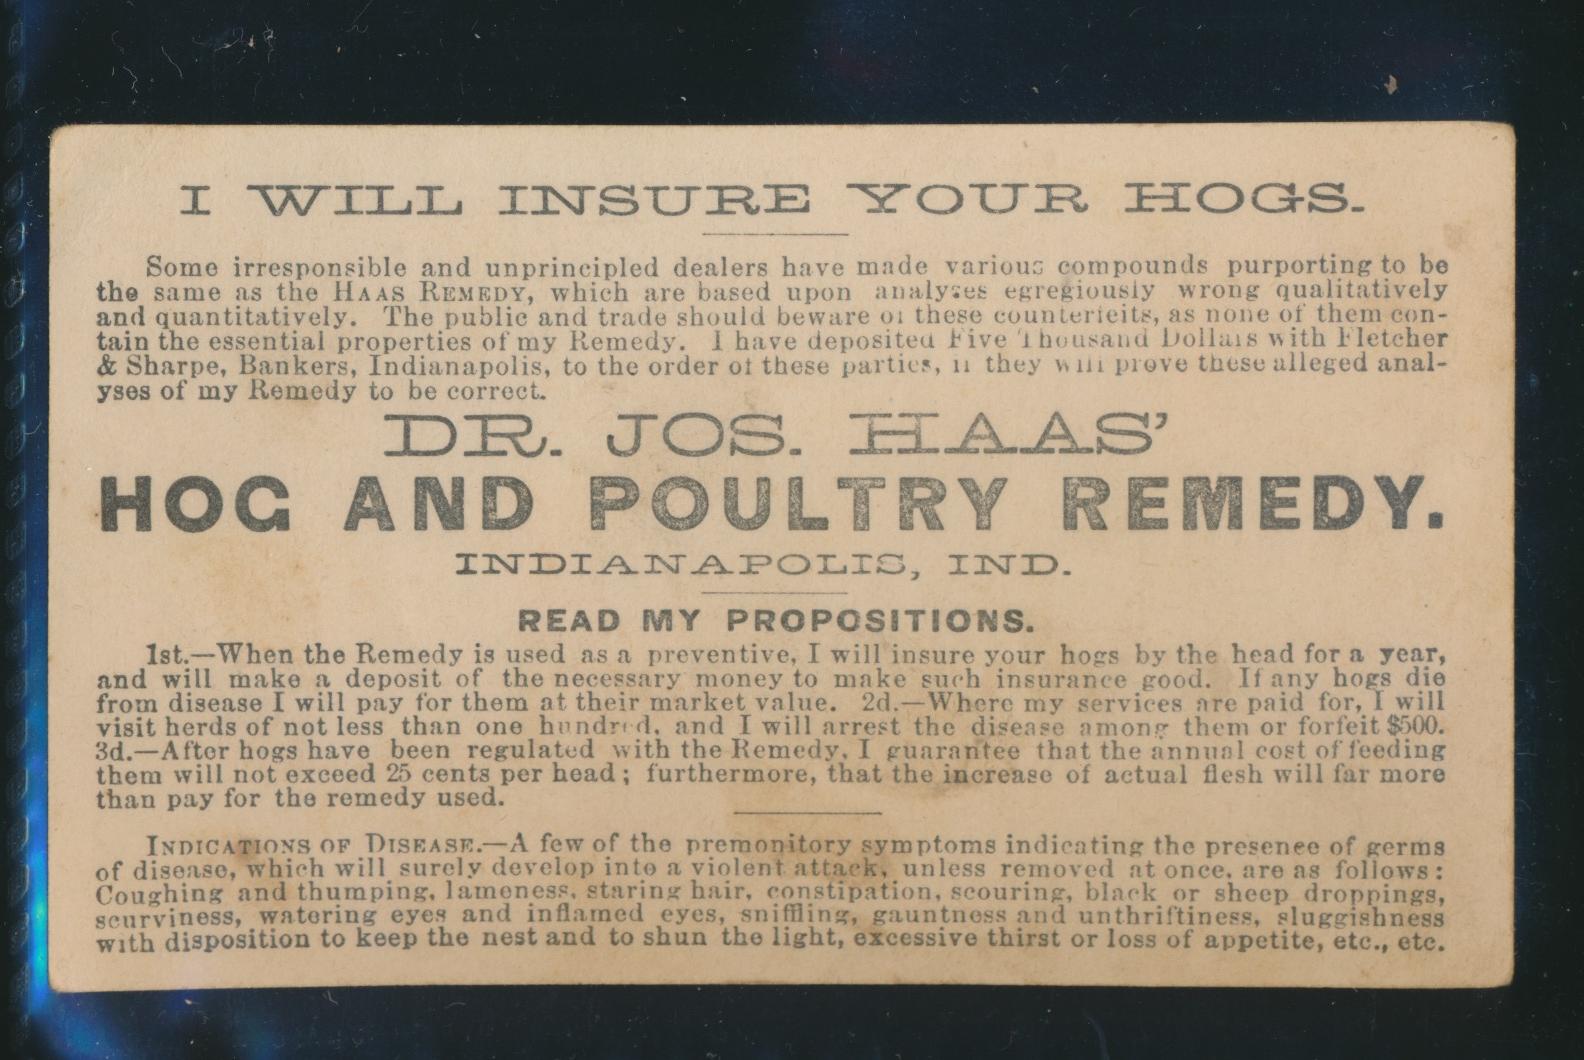 I WILL INSURE YOUR HOGS.
Some irresponsible and unprincipled dealers have made various compounds purporting to be
the same as the HAAS REMEDY, which are based upon analyses egregiously wrong qualitatively
and quantitatively. The public and trade should beware of these counterfeits, as none of them con-
tain the essential properties of my Remedy. I have deposited Five Thousand Dollars with Fletcher
& Sharpe, Bankers, Indianapolis, to the order of these parties, if they will prove these alleged anal-
yses of my Remedy to be correct.
DR. JOS. HAAS'
HOG AND POULTRY REMEDY.
INDIANAPOLIS, IND.
READ MY PROPOSITIONS.
1st.—When the Remedy is used as a preventive, I will insure your hogs by the head for a year,
and will make a deposit of the necessary money to make such insurance good. If any hogs die
from disease I will pay for them at their market value. 2d.—Where my services are paid for, I will
visit herds of not less than one hundred, and I will arrest the disease among them or forfeit $500.
3d.—After hogs have been regulated with the Remedy, I guarantee that the annual cost of feeding
them will not exceed 25 cents per head; furthermore, that the increase of actual flesh will far more
than pay for the remedy used.
INDICATIONS OF DISEASE.—A few of the premonitory symptoms indicating the presence of germs
of disease, which will surely develop into a violent attack, unless removed at once, are as follows:
Coughing and thumping, lameness, staring hair, constipation, scouring, black or sheep droppings,
scurviness, watering eyes and inflamed eyes, sniffling, gauntness and unthriftiness, sluggishness
with disposition to keep the nest and to shun the light, excessive thirst or loss of appetite, etc., etc.